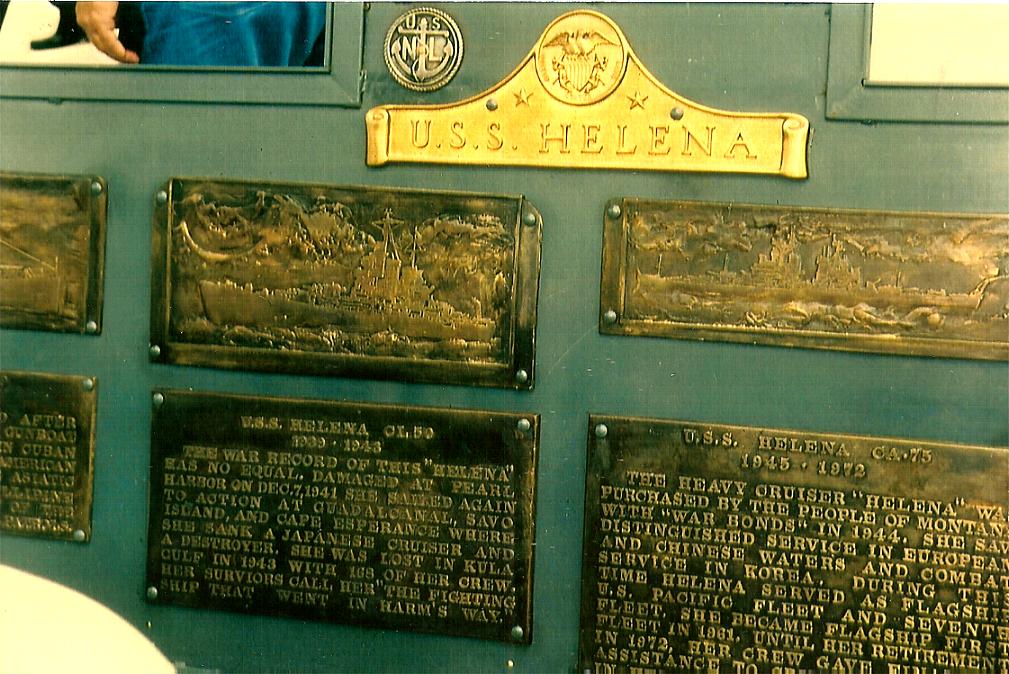 U S
N L
U.S.S. HELENA
D AFTER
GUNBOAT
IN CUBAN
AMERICAN
ASIATIC
OF THE
U.S.S. HELENA CL.50
1939 · 1943
THE WAR RECORD OF THIS "HELENA"
HAS NO EQUAL. DAMAGED AT PEARL
HARBOR ON DEC.7,1941 SHE SAILED AGAIN
TO ACTION AT GUADALCANAL, SAVO
ISLAND, AND CAPE ESPERANCE WHERE
SHE SANK A JAPANESE CRUISER AND
A DESTROYER. SHE WAS LOST IN KULA
GULF IN 1943 WITH 168 OF HER CREW.
HER SURVIORS CALL HER "THE FIGHTING
SHIP THAT WENT IN HARM'S WAY."
U.S.S. HELENA CA·75
1945 · 1972
THE HEAVY CRUISER "HELENA" WA
PURCHASED BY THE PEOPLE OF MONTAN
WITH "WAR BONDS" IN 1944. SHE SAV
DISTINGUISHED SERVICE IN EUROPEAN
AND CHINESE WATERS AND COMBAT
SERVICE IN KOREA. DURING THIS
TIME HELENA SERVED AS FLAGSHIP
U.S. PACIFIC FLEET AND SEVENTH
FLEET. SHE BECAME FLAGSHIP FIRST
FLEET IN 1961. UNTIL HER RETIREMENT
IN 1972, HER CREW GAVE
ASSISTANCE TO